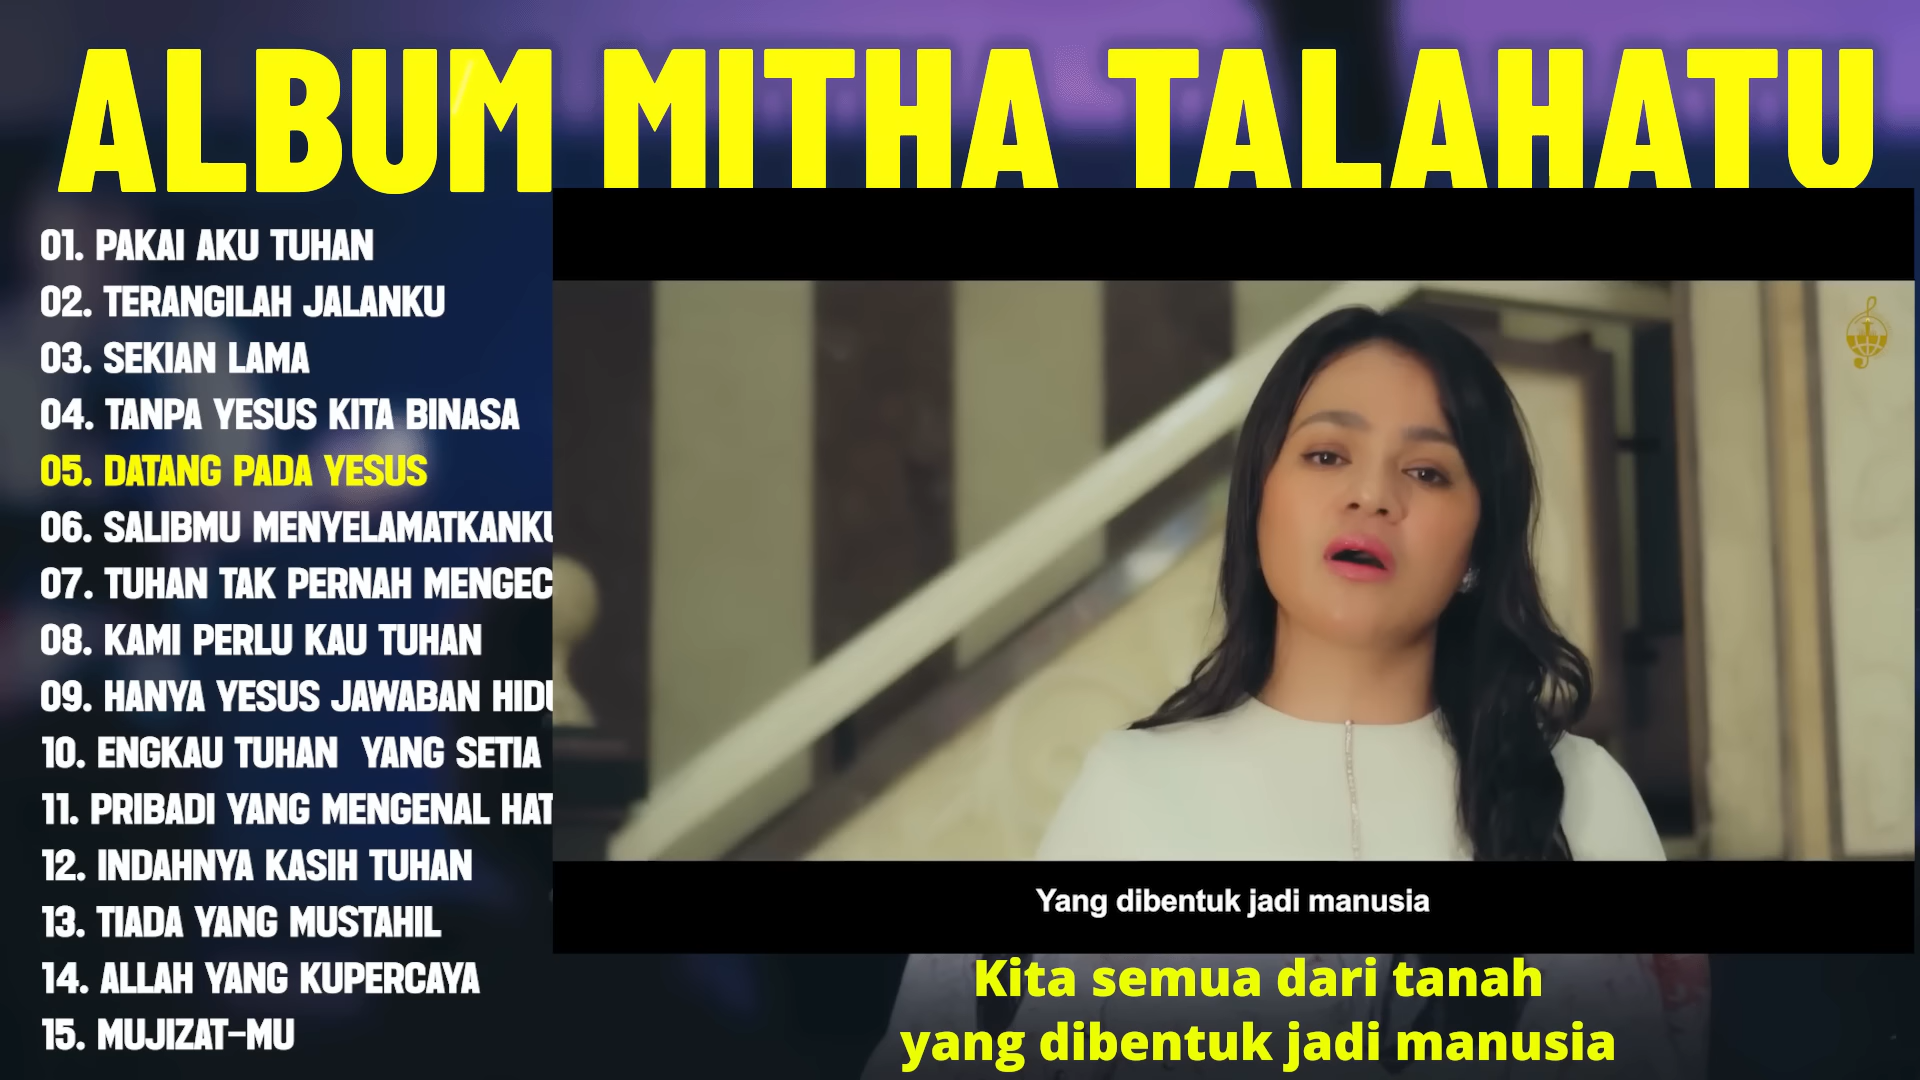 ALBUM MITHA TALAHATU
01. PAKAI AKU TUHAN
02. TERANGILAH JALANKU
03. SEKIAN LAMA
04. TANPA YESUS KITA BINASA
05. DATANG PADA YESUS
06. SALIBMU MENYELAMATKANKU
07. TUHAN TAK PERNAH MENGEC
08. KAMI PERLU KAU TUHAN
09. HANYA YESUS JAWABAN HIDU
10. ENGKAU TUHAN YANG SETIA
11. PRIBADI YANG MENGENAL HAT
12. INDAHNYA KASIH TUHAN
13. TIADA YANG MUSTAHIL
14. ALLAH YANG KUPERCAYA
15. MUJIZAT-MU
Yang dibentuk jadi manusia
Kita semua dari tanah
yang dibentuk jadi manusia